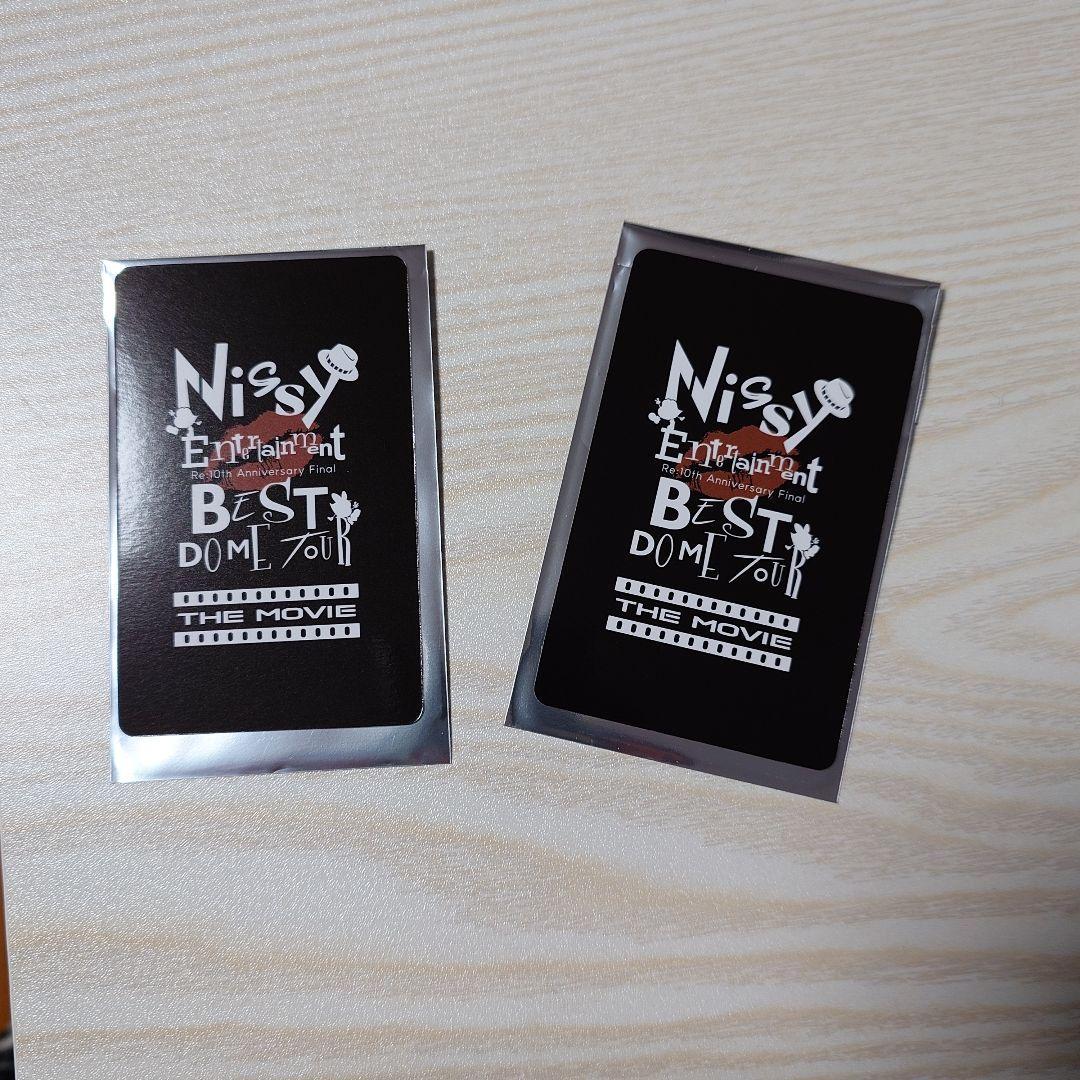 Nissy
Entertainment
Re:10th Anniversary Final
BEST
DOME TOUR
THE MOVIE
Nissy
Entertainment
Re:10th Anniversary Final
BEST
DOME TOUR
THE MOVIE